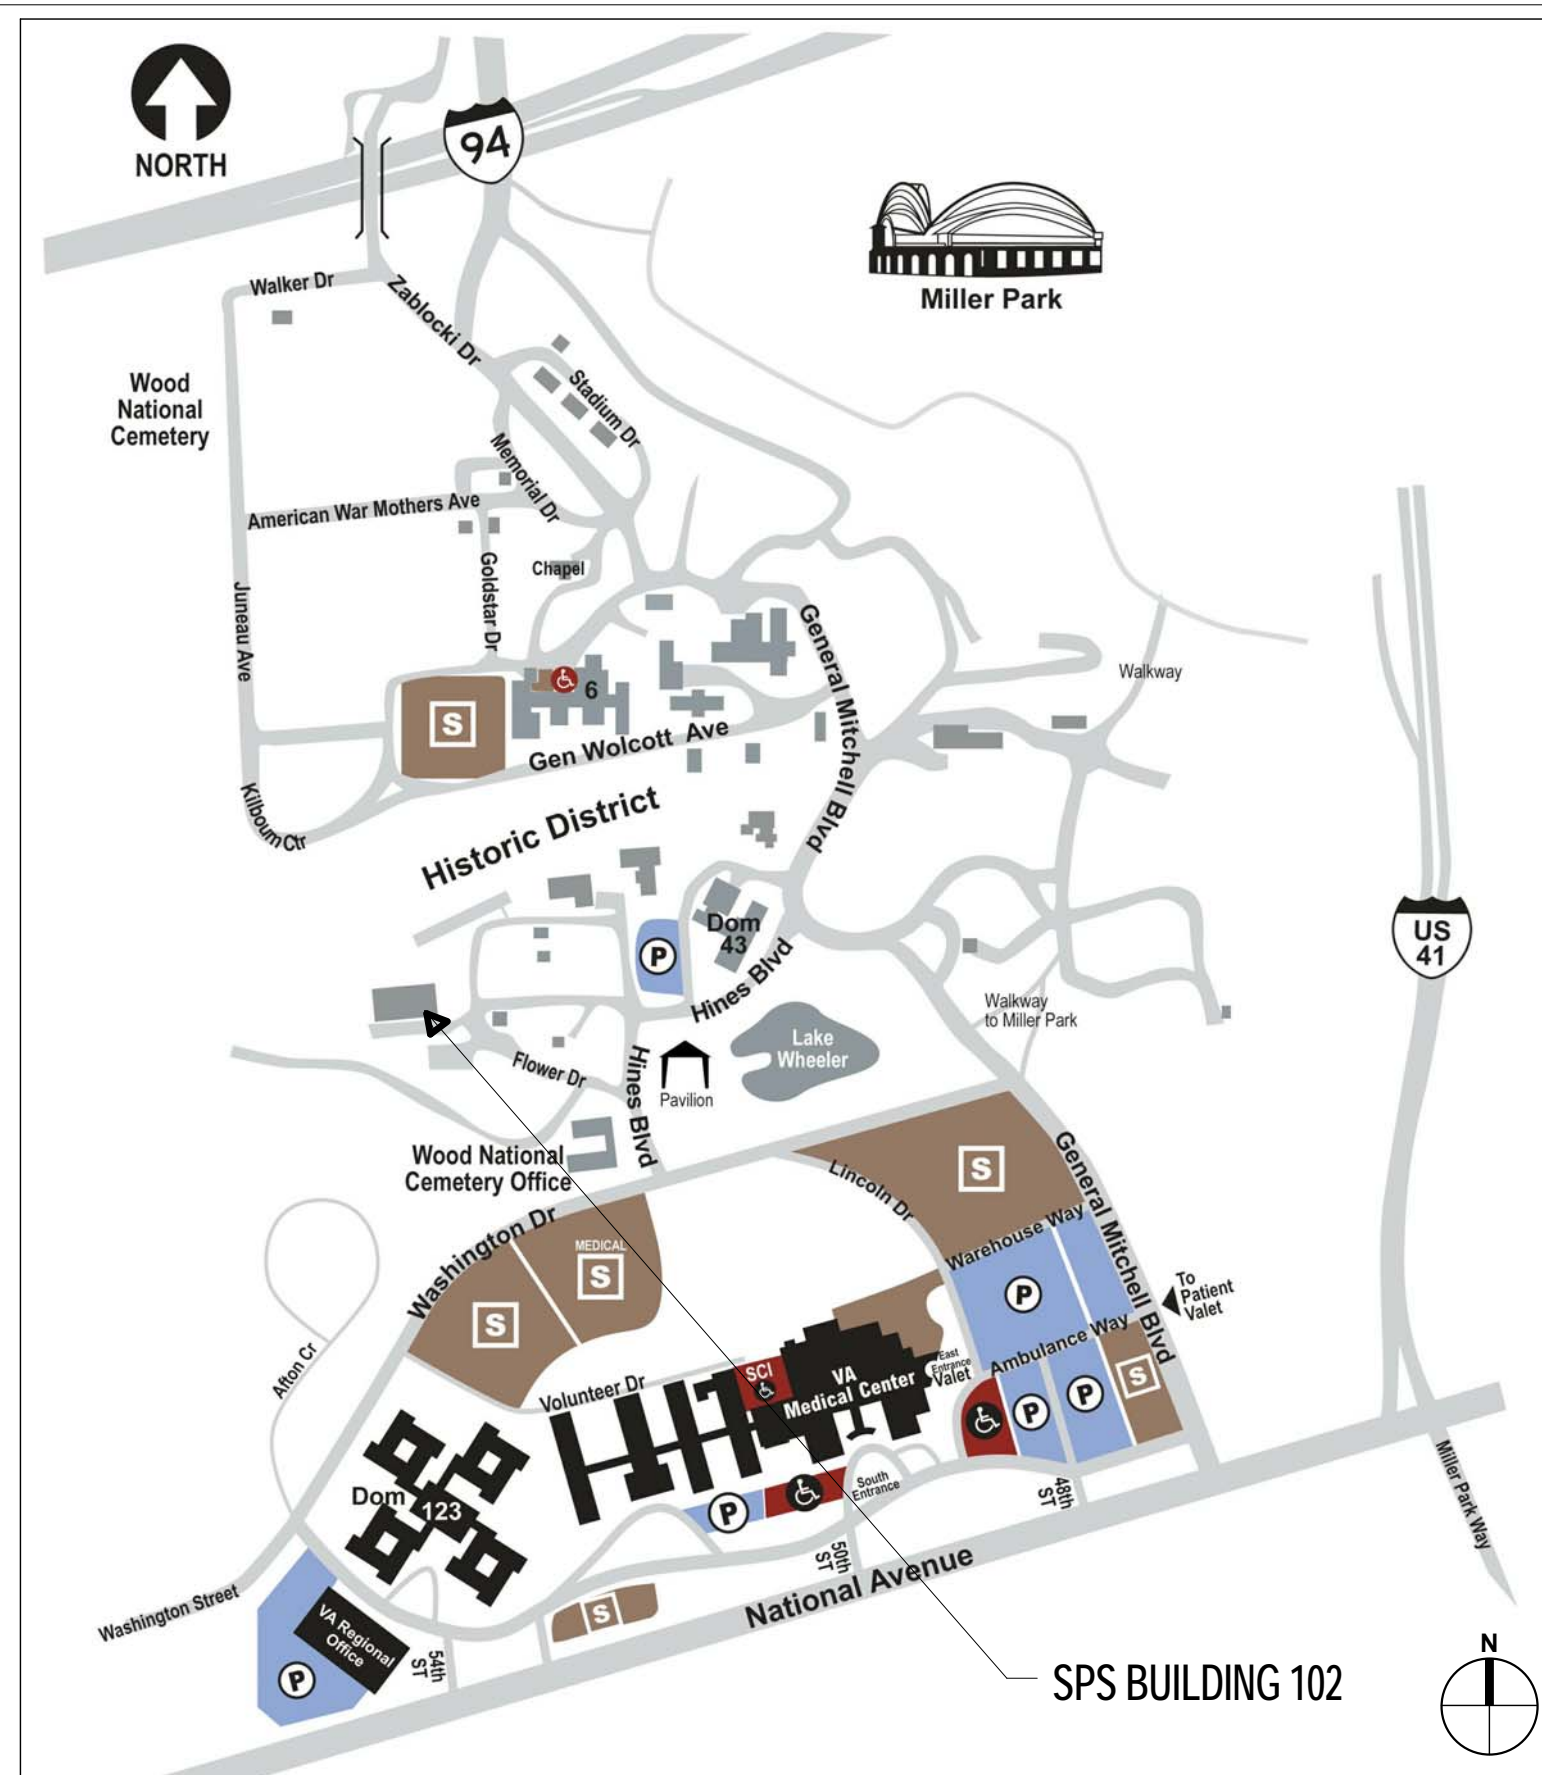 94
NORTH
Miller Park
Walker Dr
Zablocki Dr
Wood
National
Cemetery
Stadium Dr
Memorial Dr
American War Mothers Ave
Goldstar Dr
Chapel
Juneau Ave
General Mitchell Blvd
Walkway
6
S
Gen Wolcott Ave
Kilbourn Ctr
Historic District
Dom
43
P
US
41
Hines Blvd
Walkway
to Miller Park
Lake
Wheeler
Flower Dr
Hines Blvd
Pavilion
Wood National
Cemetery Office
General Mitchell Blvd
S
Lincoln Dr
Washington Dr
MEDICAL
S
S
Warehouse Way
P
To
Patient
Valet
Ambulance Way
Afton Cr
East
Entrance
Valet
SCI
VA
Medical Center
Volunteer Dr
S
P
P
Dom
123
P
South
Entrance
48th
ST
Miller Park Way
50th
ST
National Avenue
Washington Street
S
VA Regional
Office
P
54th
ST
SPS BUILDING 102
N